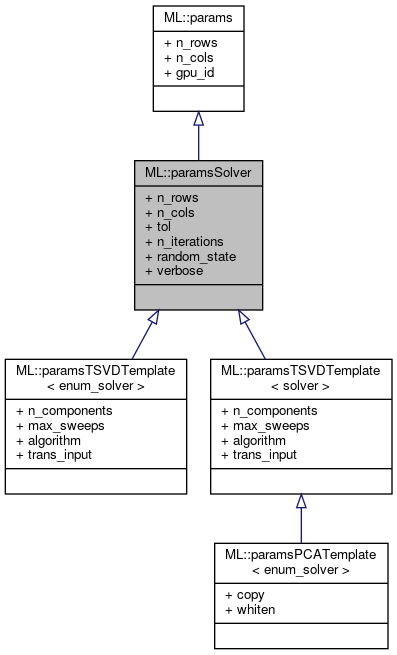 ML::params
+ n_rows
+ n_cols
+ gpu_id
ML::paramsSolver
+ n_rows
+ n_cols
+ tol
+ n_iterations
+ random_state
+ verbose
ML::paramsTSVDTemplate
< enum_solver >
+ n_components
+ max_sweeps
+ algorithm
+ trans_input
ML::paramsTSVDTemplate
< solver >
+ n_components
+ max_sweeps
+ algorithm
+ trans_input
ML::paramsPCATemplate
< enum_solver >
+ copy
+ whiten